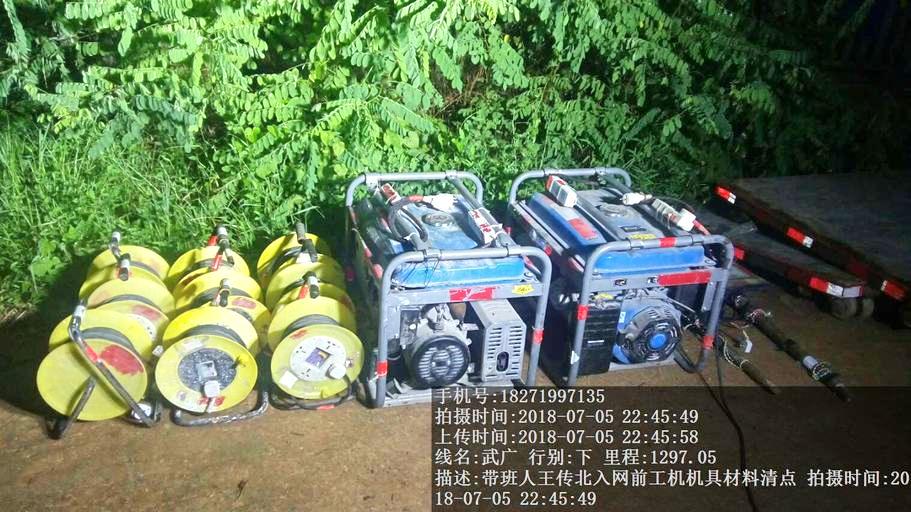 手机号:18271997135
拍摄时间:2018-07-05 22:45:49
上传时间:2018-07-05 22:45:58
线名:武广 行别:下 里程:1297.05
描述:带班人王传北入网前工机机具材料清点 拍摄时间:20
18-07-05 22:45:49